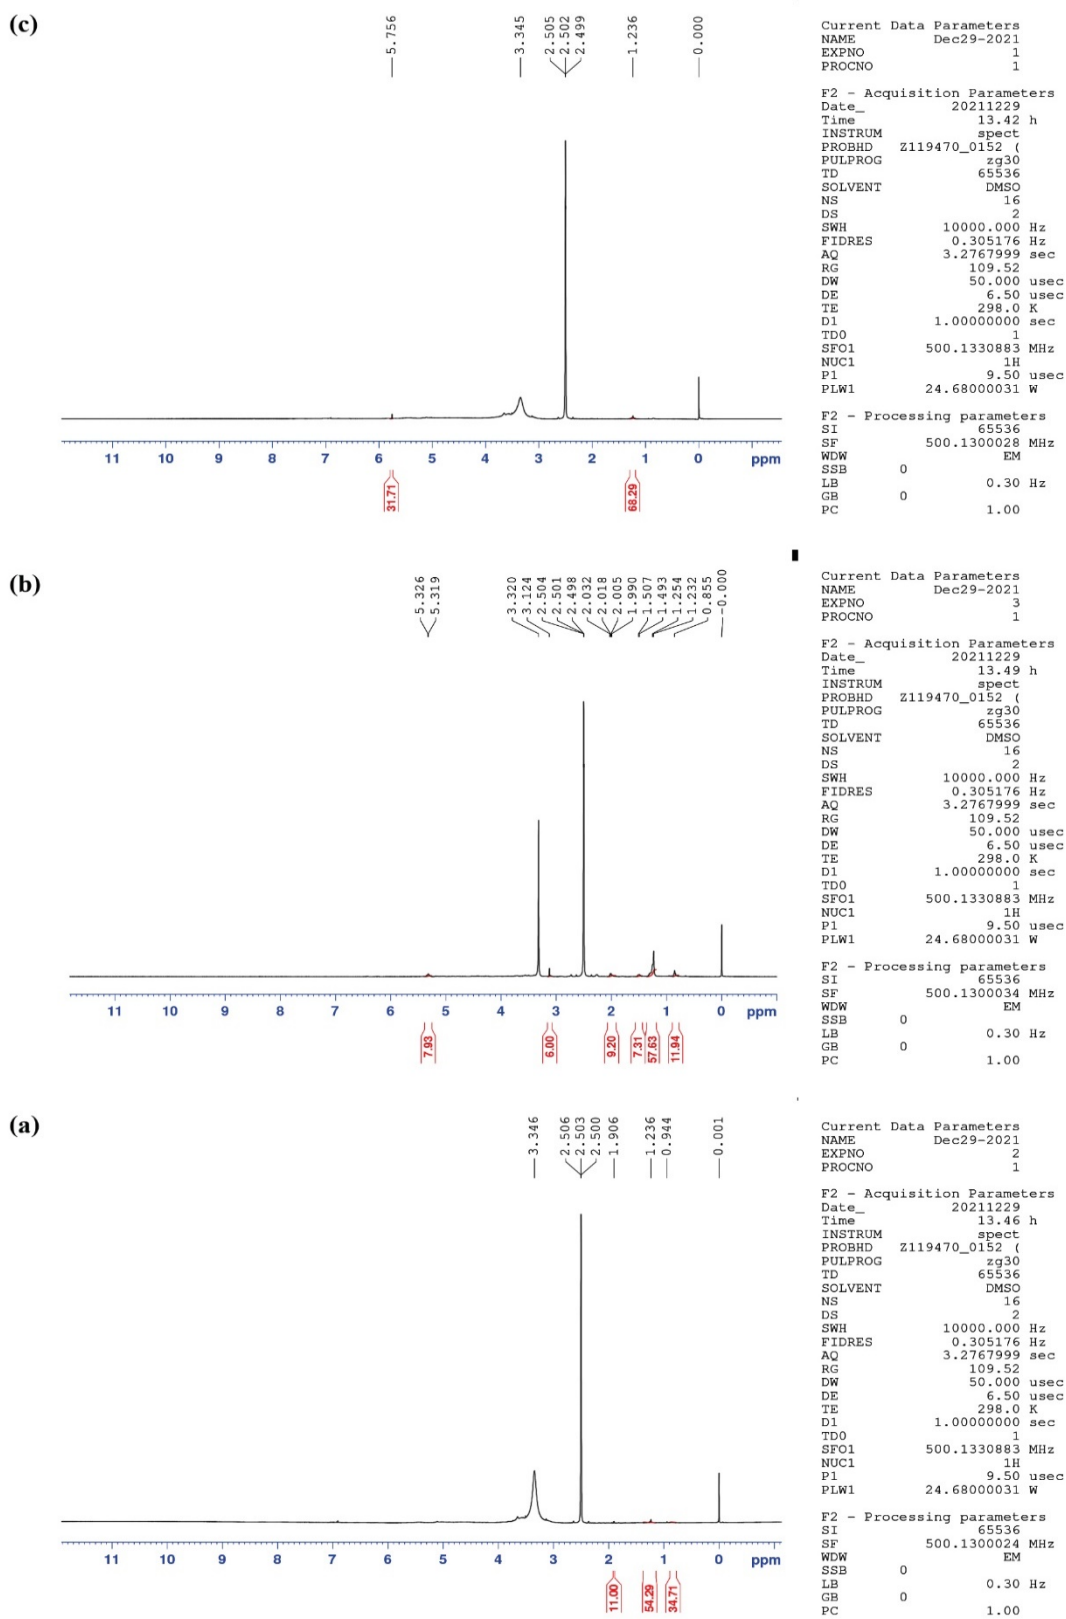 (c)
5.756
3.345
2.505
2.502
2.499
1.236
0.000
11 10 9 8 7 6 5 4 3 2 1 0 ppm
31.71
68.29
Current Data Parameters
NAME Dec29-2021
EXPNO 1
PROCNO 1
F2 - Acquisition Parameters
Date_ 20211229
Time 13.42 h
INSTRUM spect
PROBHD Z119470_0152 (
PULPROG zg30
TD 65536
SOLVENT DMSO
NS 16
DS 2
SWH 10000.000 Hz
FIDRES 0.305176 Hz
AQ 3.2767999 sec
RG 109.52
DW 50.000 usec
DE 6.50 usec
TE 298.0 K
D1 1.00000000 sec
TD0 1
SFO1 500.1330883 MHz
NUC1 1H
P1 9.50 usec
PLW1 24.68000031 W
F2 - Processing parameters
SI 65536
SF 500.1300028 MHz
WDW EM
SSB 0
LB 0.30 Hz
GB 0
PC 1.00
(b)
5.326
5.319
3.320
3.124
2.504
2.501
2.498
2.032
2.018
2.005
1.990
1.507
1.493
1.254
1.232
0.855
-0.000
11 10 9 8 7 6 5 4 3 2 1 0 ppm
7.93
6.00
9.20
7.31
57.63
11.94
Current Data Parameters
NAME Dec29-2021
EXPNO 3
PROCNO 1
F2 - Acquisition Parameters
Date_ 20211229
Time 13.49 h
INSTRUM spect
PROBHD Z119470_0152 (
PULPROG zg30
TD 65536
SOLVENT DMSO
NS 16
DS 2
SWH 10000.000 Hz
FIDRES 0.305176 Hz
AQ 3.2767999 sec
RG 109.52
DW 50.000 usec
DE 6.50 usec
TE 298.0 K
D1 1.00000000 sec
TD0 1
SFO1 500.1330883 MHz
NUC1 1H
P1 9.50 usec
PLW1 24.68000031 W
F2 - Processing parameters
SI 65536
SF 500.1300034 MHz
WDW EM
SSB 0
LB 0.30 Hz
GB 0
PC 1.00
(a)
3.346
2.506
2.503
2.500
1.906
1.236
0.944
0.001
11 10 9 8 7 6 5 4 3 2 1 0 ppm
11.00
54.29
34.71
Current Data Parameters
NAME Dec29-2021
EXPNO 2
PROCNO 1
F2 - Acquisition Parameters
Date_ 20211229
Time 13.46 h
INSTRUM spect
PROBHD Z119470_0152 (
PULPROG zg30
TD 65536
SOLVENT DMSO
NS 16
DS 2
SWH 10000.000 Hz
FIDRES 0.305176 Hz
AQ 3.2767999 sec
RG 109.52
DW 50.000 usec
DE 6.50 usec
TE 298.0 K
D1 1.00000000 sec
TD0 1
SFO1 500.1330883 MHz
NUC1 1H
P1 9.50 usec
PLW1 24.68000031 W
F2 - Processing parameters
SI 65536
SF 500.1300024 MHz
WDW EM
SSB 0
LB 0.30 Hz
GB 0
PC 1.00